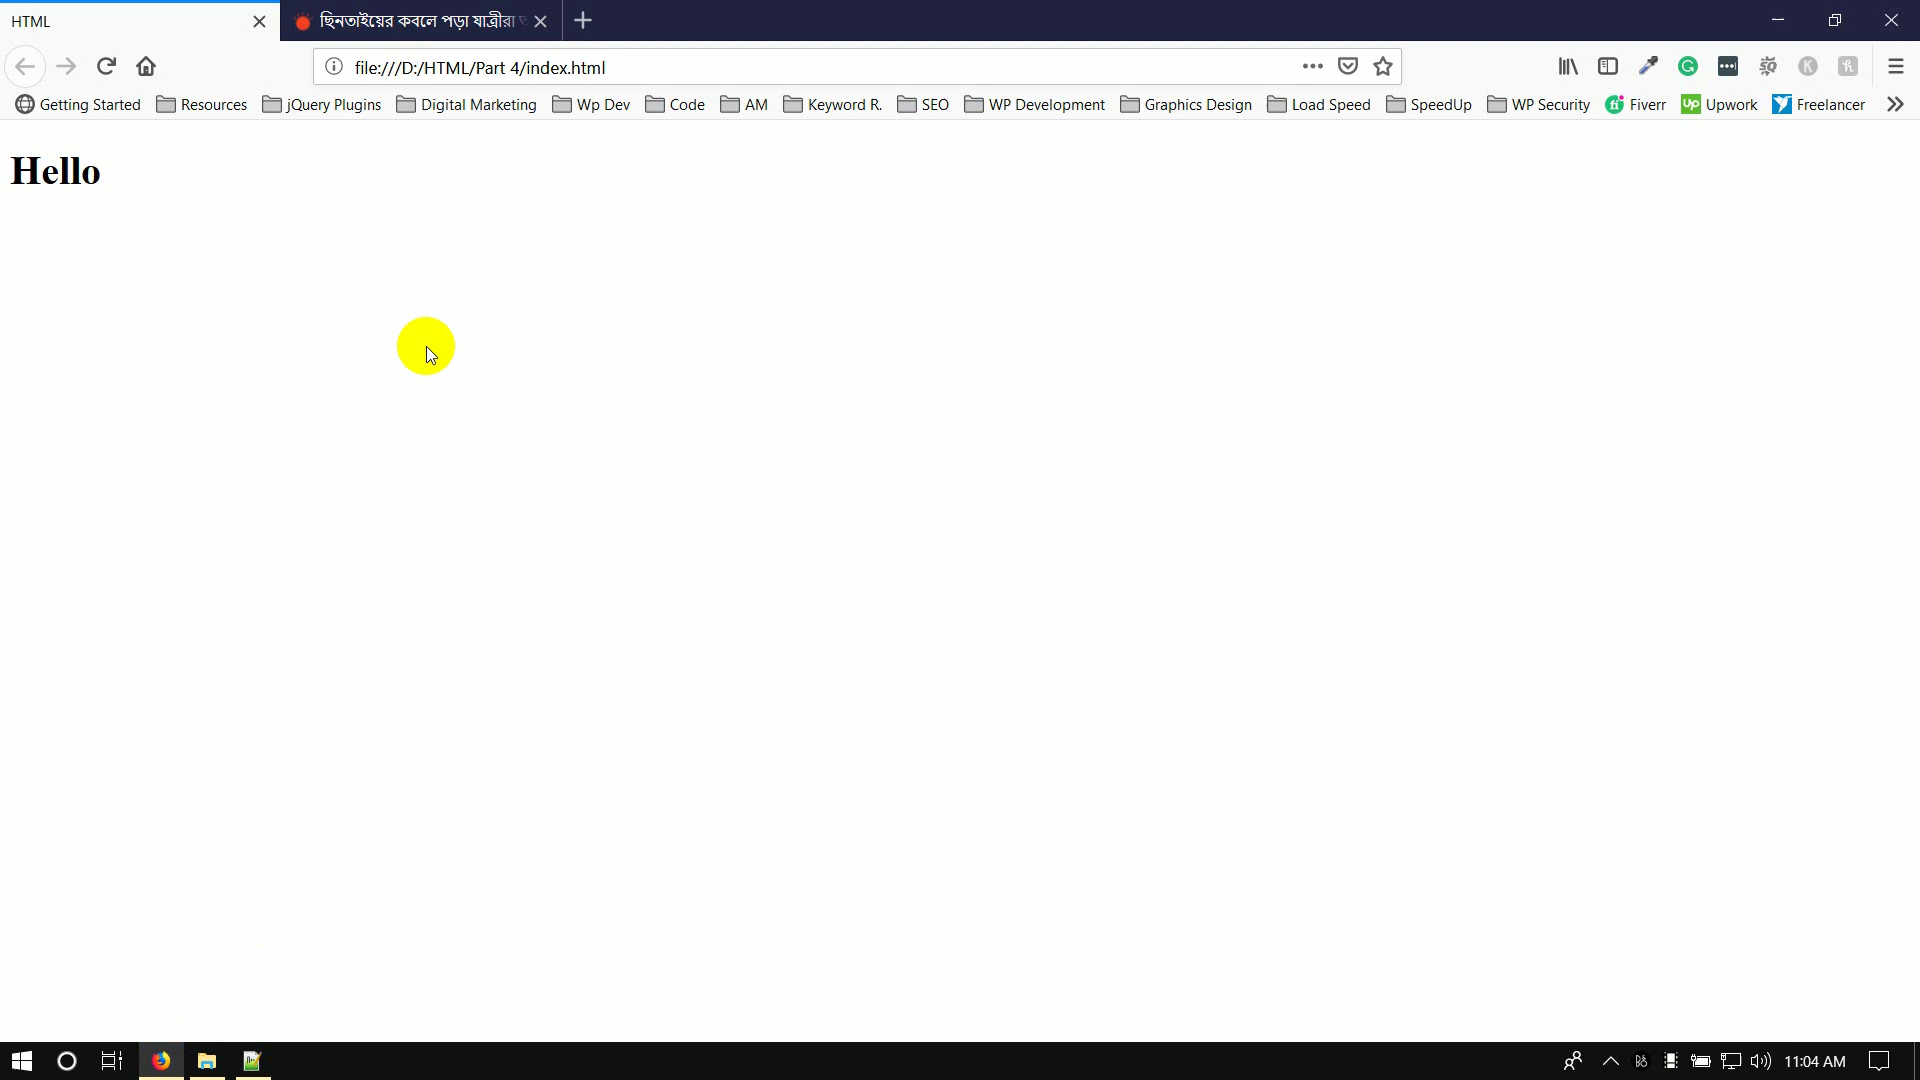 HTML
ছিনতাইয়ের কবলে পড়া যাত্রীরা
file:///D:/HTML/Part 4/index.html
Getting Started Resources jQuery Plugins Digital Marketing Wp Dev Code AM Keyword R. SEO WP Development Graphics Design Load Speed SpeedUp WP Security Fiverr Upwork Freelancer
Hello
11:04 AM